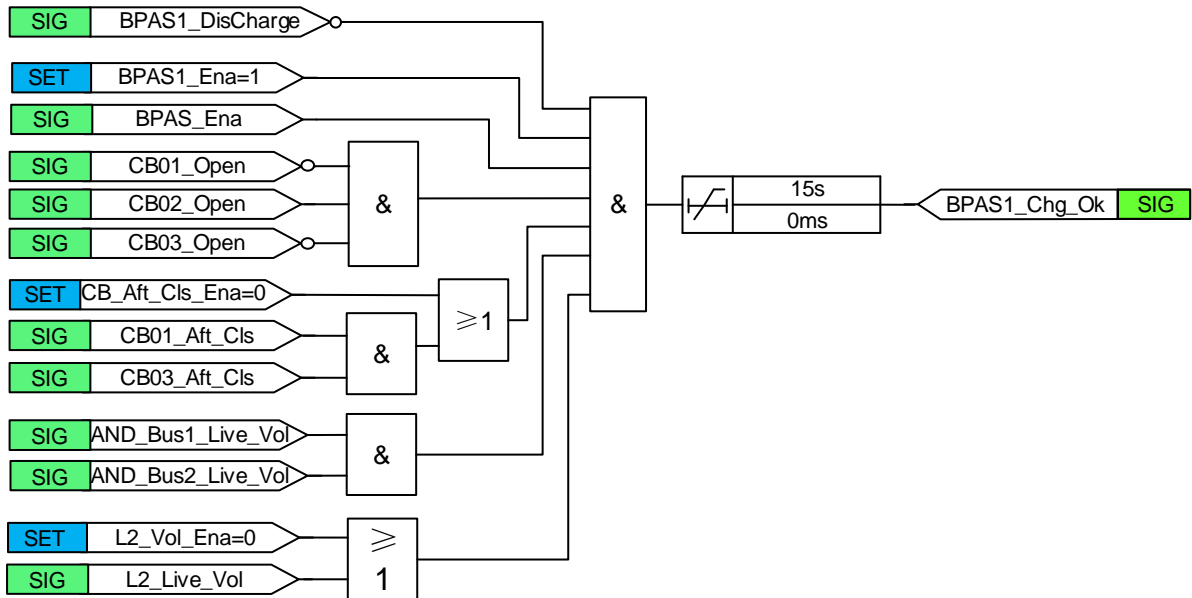 SIG BPAS1_DisCharge
SET BPAS1_Ena=1
SIG BPAS_Ena
SIG CB01_Open
SIG CB02_Open
SIG CB03_Open
&
&
15s
0ms
BPAS1_Chg_Ok SIG
SET CB_Aft_Cls_Ena=0
SIG CB01_Aft_Cls
SIG CB03_Aft_Cls
&
≥1
SIG AND_Bus1_Live_Vol
SIG AND_Bus2_Live_Vol
&
SET L2_Vol_Ena=0
SIG L2_Live_Vol
≥
1